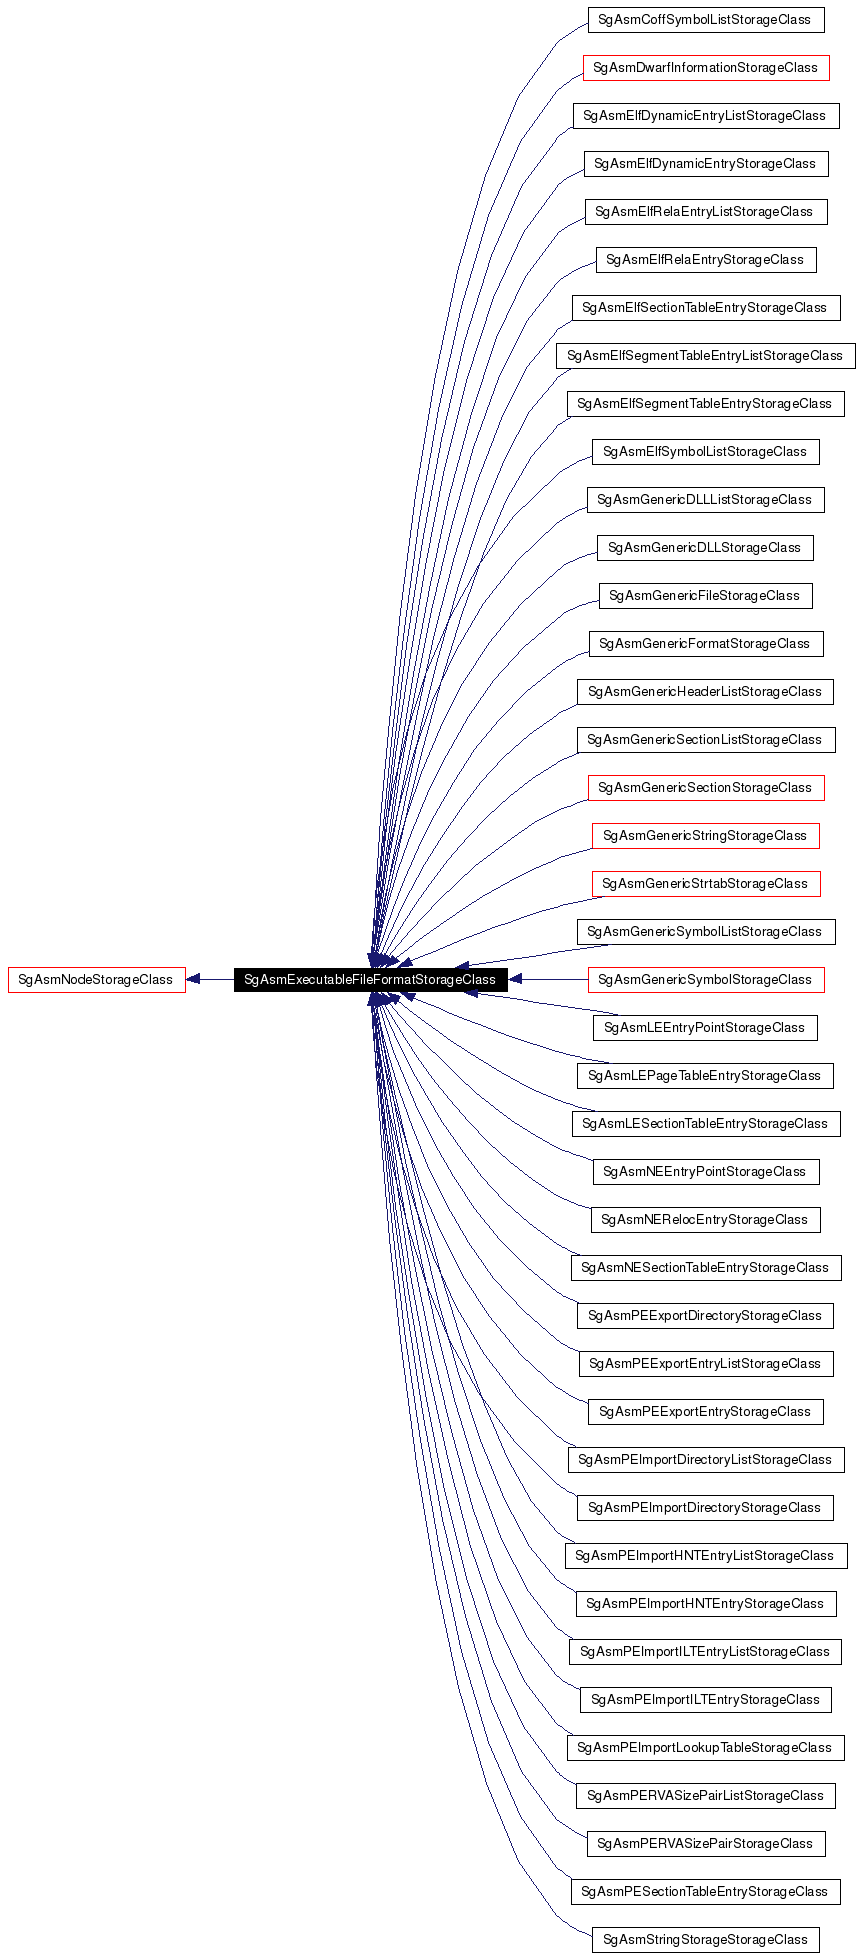 SgAsmCoffSymbolListStorageClass
SgAsmDwarfInformationStorageClass
SgAsmElfDynamicEntryListStorageClass
SgAsmElfDynamicEntryStorageClass
SgAsmElfRelaEntryListStorageClass
SgAsmElfRelaEntryStorageClass
SgAsmElfSectionTableEntryStorageClass
SgAsmElfSegmentTableEntryListStorageClass
SgAsmElfSegmentTableEntryStorageClass
SgAsmElfSymbolListStorageClass
SgAsmGenericDLLListStorageClass
SgAsmGenericDLLStorageClass
SgAsmGenericFileStorageClass
SgAsmGenericFormatStorageClass
SgAsmGenericHeaderListStorageClass
SgAsmGenericSectionListStorageClass
SgAsmGenericSectionStorageClass
SgAsmGenericStringStorageClass
SgAsmGenericStrtabStorageClass
SgAsmGenericSymbolListStorageClass
SgAsmNodeStorageClass
SgAsmExecutableFileFormatStorageClass
SgAsmGenericSymbolStorageClass
SgAsmLEEntryPointStorageClass
SgAsmLEPageTableEntryStorageClass
SgAsmLESectionTableEntryStorageClass
SgAsmNEEntryPointStorageClass
SgAsmNERelocEntryStorageClass
SgAsmNESectionTableEntryStorageClass
SgAsmPEExportDirectoryStorageClass
SgAsmPEExportEntryListStorageClass
SgAsmPEExportEntryStorageClass
SgAsmPEImportDirectoryListStorageClass
SgAsmPEImportDirectoryStorageClass
SgAsmPEImportHNTEntryListStorageClass
SgAsmPEImportHNTEntryStorageClass
SgAsmPEImportILTEntryListStorageClass
SgAsmPEImportILTEntryStorageClass
SgAsmPEImportLookupTableStorageClass
SgAsmPERVASizePairListStorageClass
SgAsmPERVASizePairStorageClass
SgAsmPESectionTableEntryStorageClass
SgAsmStringStorageStorageClass